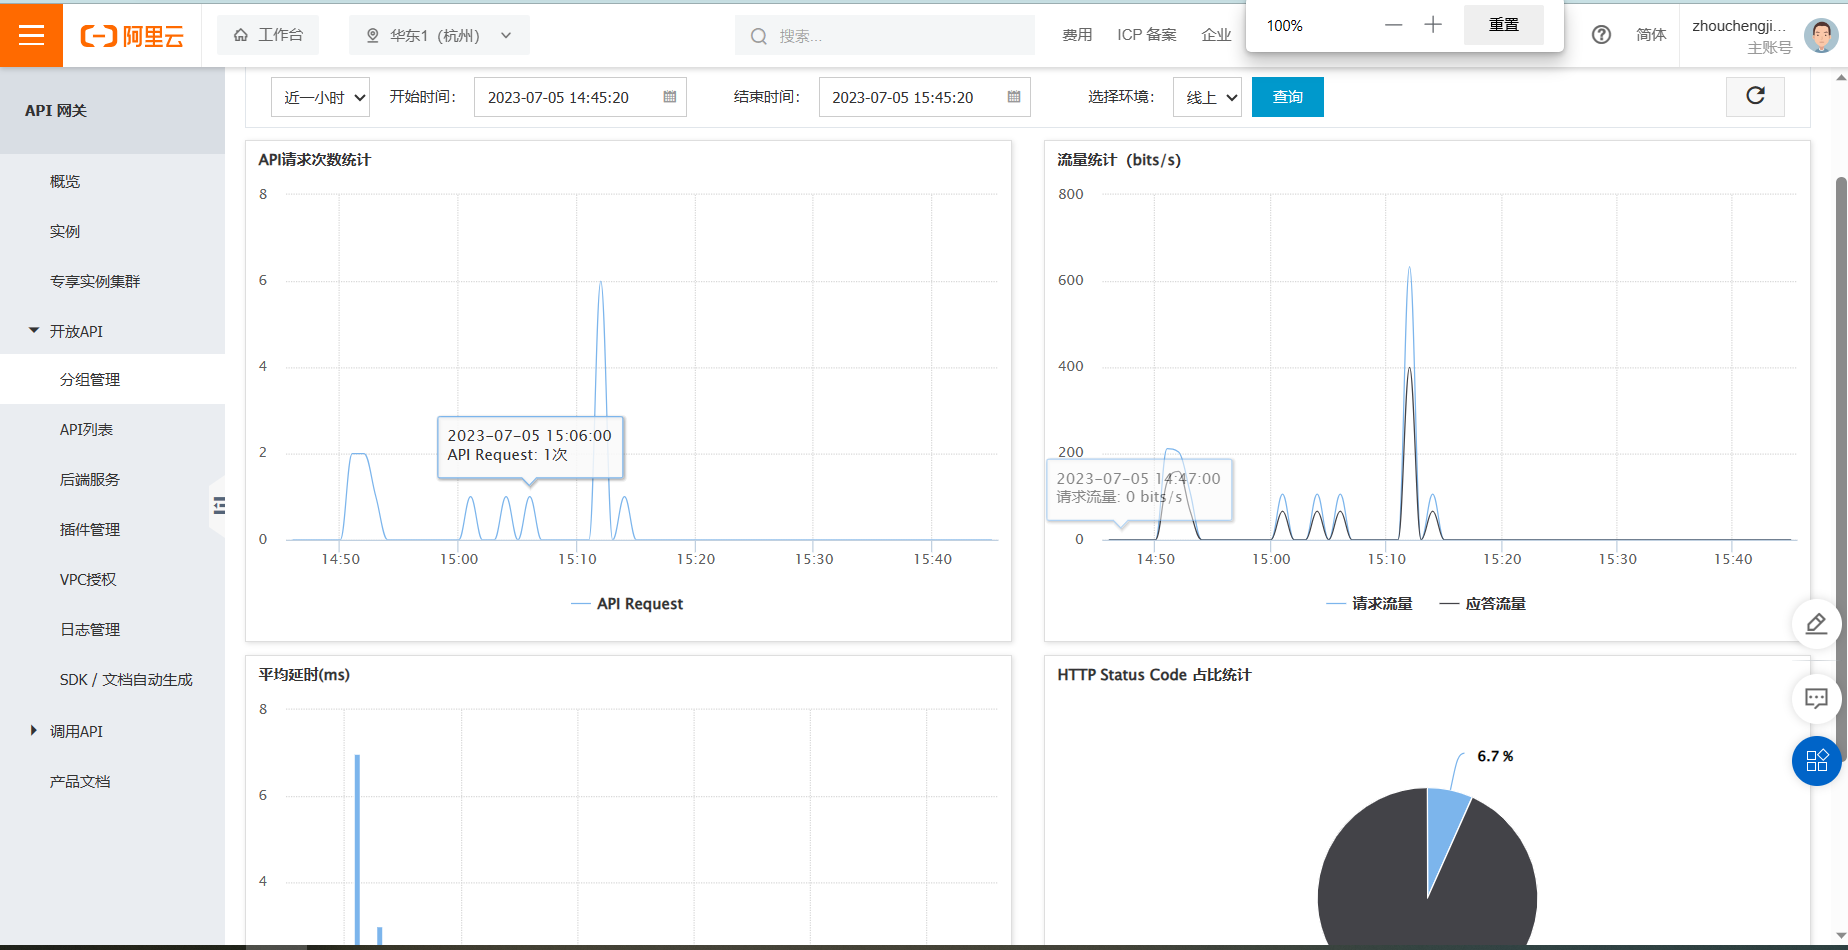 阿里云
工作台
华东1（杭州）
搜索...
费用
ICP 备案
企业
100%
重置
简体
zhouchengji...
主账号
API 网关
概览
实例
专享实例集群
开放API
分组管理
API列表
后端服务
插件管理
VPC授权
日志管理
SDK / 文档自动生成
调用API
产品文档
近一小时
开始时间：
2023-07-05 14:45:20
结束时间：
2023-07-05 15:45:20
选择环境：
线上
查询
API请求次数统计
8
6
4
2
0
2023-07-05 15:06:00
API Request: 1次
14:50
15:00
15:10
15:20
15:30
15:40
API Request
流量统计（bits/s）
800
600
400
200
0
2023-07-05 14:47:00
请求流量: 0 bits/s
14:50
15:00
15:10
15:20
15:30
15:40
请求流量
应答流量
平均延时(ms)
8
6
4
HTTP Status Code 占比统计
6.7 %